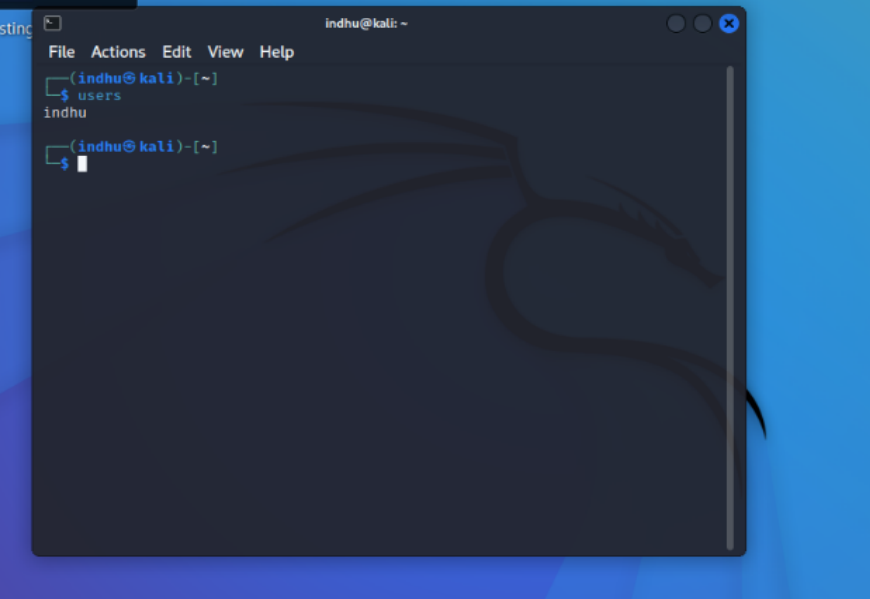 sting
indhu@kali: ~
File Actions Edit View Help
┌──(indhu㉿kali)-[~]
└─$ users
indhu
┌──(indhu㉿kali)-[~]
└─$